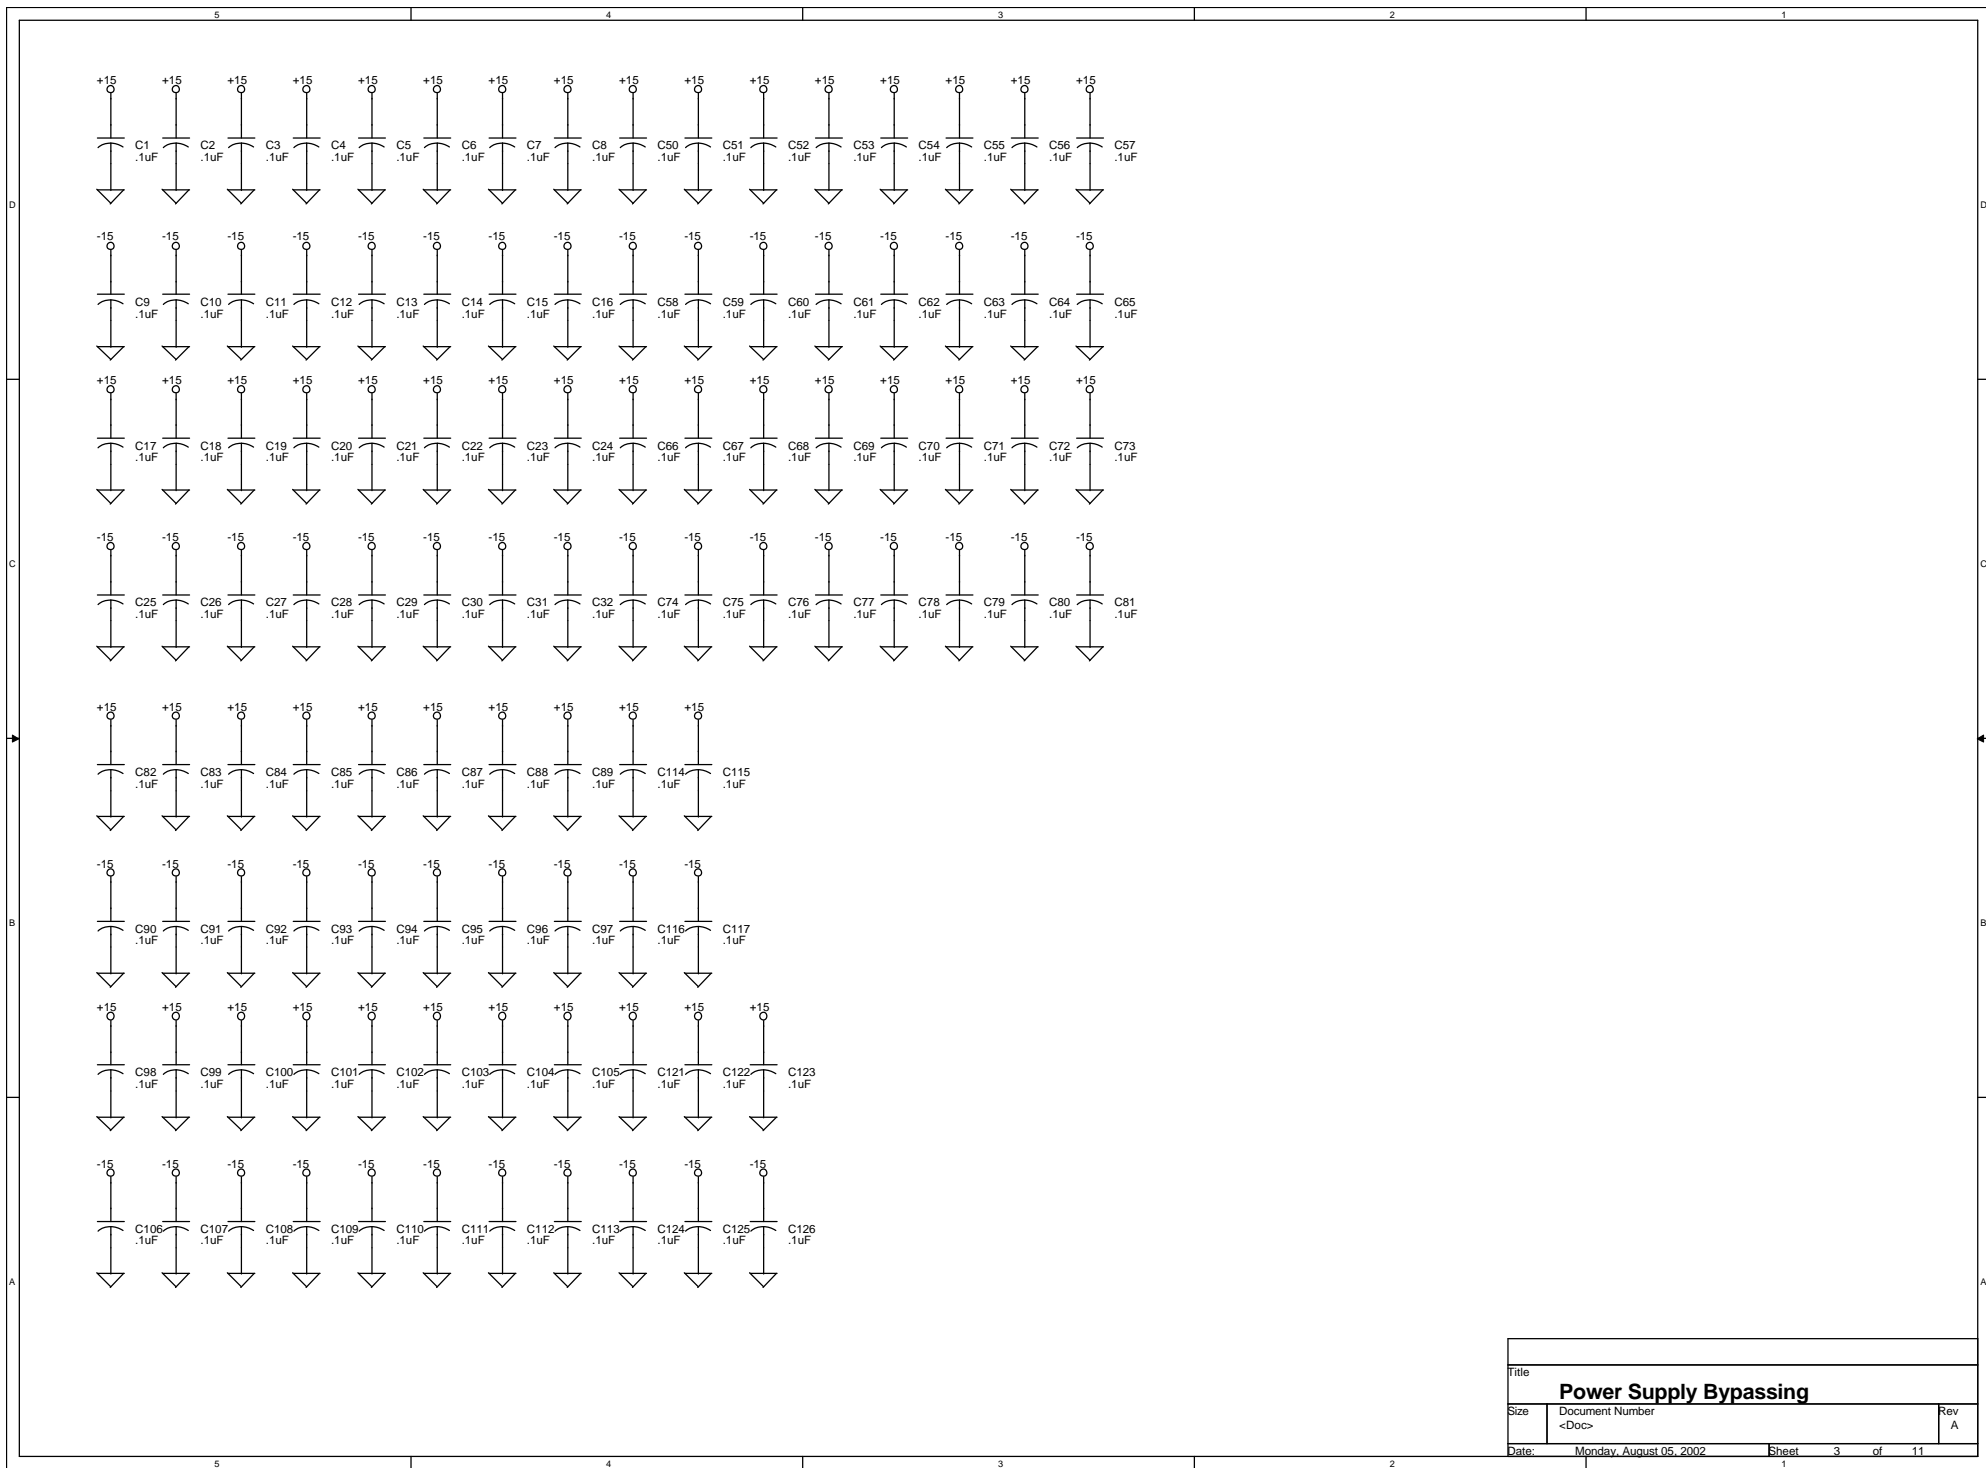 5 4 3 2 1
+15 +15 +15 +15 +15 +15 +15 +15 +15 +15 +15 +15 +15 +15 +15 +15
C1 C2 C3 C4 C5 C6 C7 C8 C50 C51 C52 C53 C54 C55 C56 C57
.1uF .1uF .1uF .1uF .1uF .1uF .1uF .1uF .1uF .1uF .1uF .1uF .1uF .1uF .1uF .1uF
D D
-15 -15 -15 -15 -15 -15 -15 -15 -15 -15 -15 -15 -15 -15 -15 -15
C9 C10 C11 C12 C13 C14 C15 C16 C58 C59 C60 C61 C62 C63 C64 C65
.1uF .1uF .1uF .1uF .1uF .1uF .1uF .1uF .1uF .1uF .1uF .1uF .1uF .1uF .1uF .1uF
+15 +15 +15 +15 +15 +15 +15 +15 +15 +15 +15 +15 +15 +15 +15 +15
C17 C18 C19 C20 C21 C22 C23 C24 C66 C67 C68 C69 C70 C71 C72 C73
.1uF .1uF .1uF .1uF .1uF .1uF .1uF .1uF .1uF .1uF .1uF .1uF .1uF .1uF .1uF .1uF
-15 -15 -15 -15 -15 -15 -15 -15 -15 -15 -15 -15 -15 -15 -15 -15
C C
C25 C26 C27 C28 C29 C30 C31 C32 C74 C75 C76 C77 C78 C79 C80 C81
.1uF .1uF .1uF .1uF .1uF .1uF .1uF .1uF .1uF .1uF .1uF .1uF .1uF .1uF .1uF .1uF
+15 +15 +15 +15 +15 +15 +15 +15 +15 +15
C82 C83 C84 C85 C86 C87 C88 C89 C114 C115
.1uF .1uF .1uF .1uF .1uF .1uF .1uF .1uF .1uF .1uF
-15 -15 -15 -15 -15 -15 -15 -15 -15 -15
B B
C90 C91 C92 C93 C94 C95 C96 C97 C116 C117
.1uF .1uF .1uF .1uF .1uF .1uF .1uF .1uF .1uF .1uF
+15 +15 +15 +15 +15 +15 +15 +15 +15 +15 +15
C98 C99 C100 C101 C102 C103 C104 C105 C121 C122 C123
.1uF .1uF .1uF .1uF .1uF .1uF .1uF .1uF .1uF .1uF .1uF
-15 -15 -15 -15 -15 -15 -15 -15 -15 -15 -15
C106 C107 C108 C109 C110 C111 C112 C113 C124 C125 C126
.1uF .1uF .1uF .1uF .1uF .1uF .1uF .1uF .1uF .1uF .1uF
A A
Title
Power Supply Bypassing
Size Document Number Rev
<Doc> A
Date: Monday, August 05, 2002 Sheet 3 of 11
5 4 3 2 1